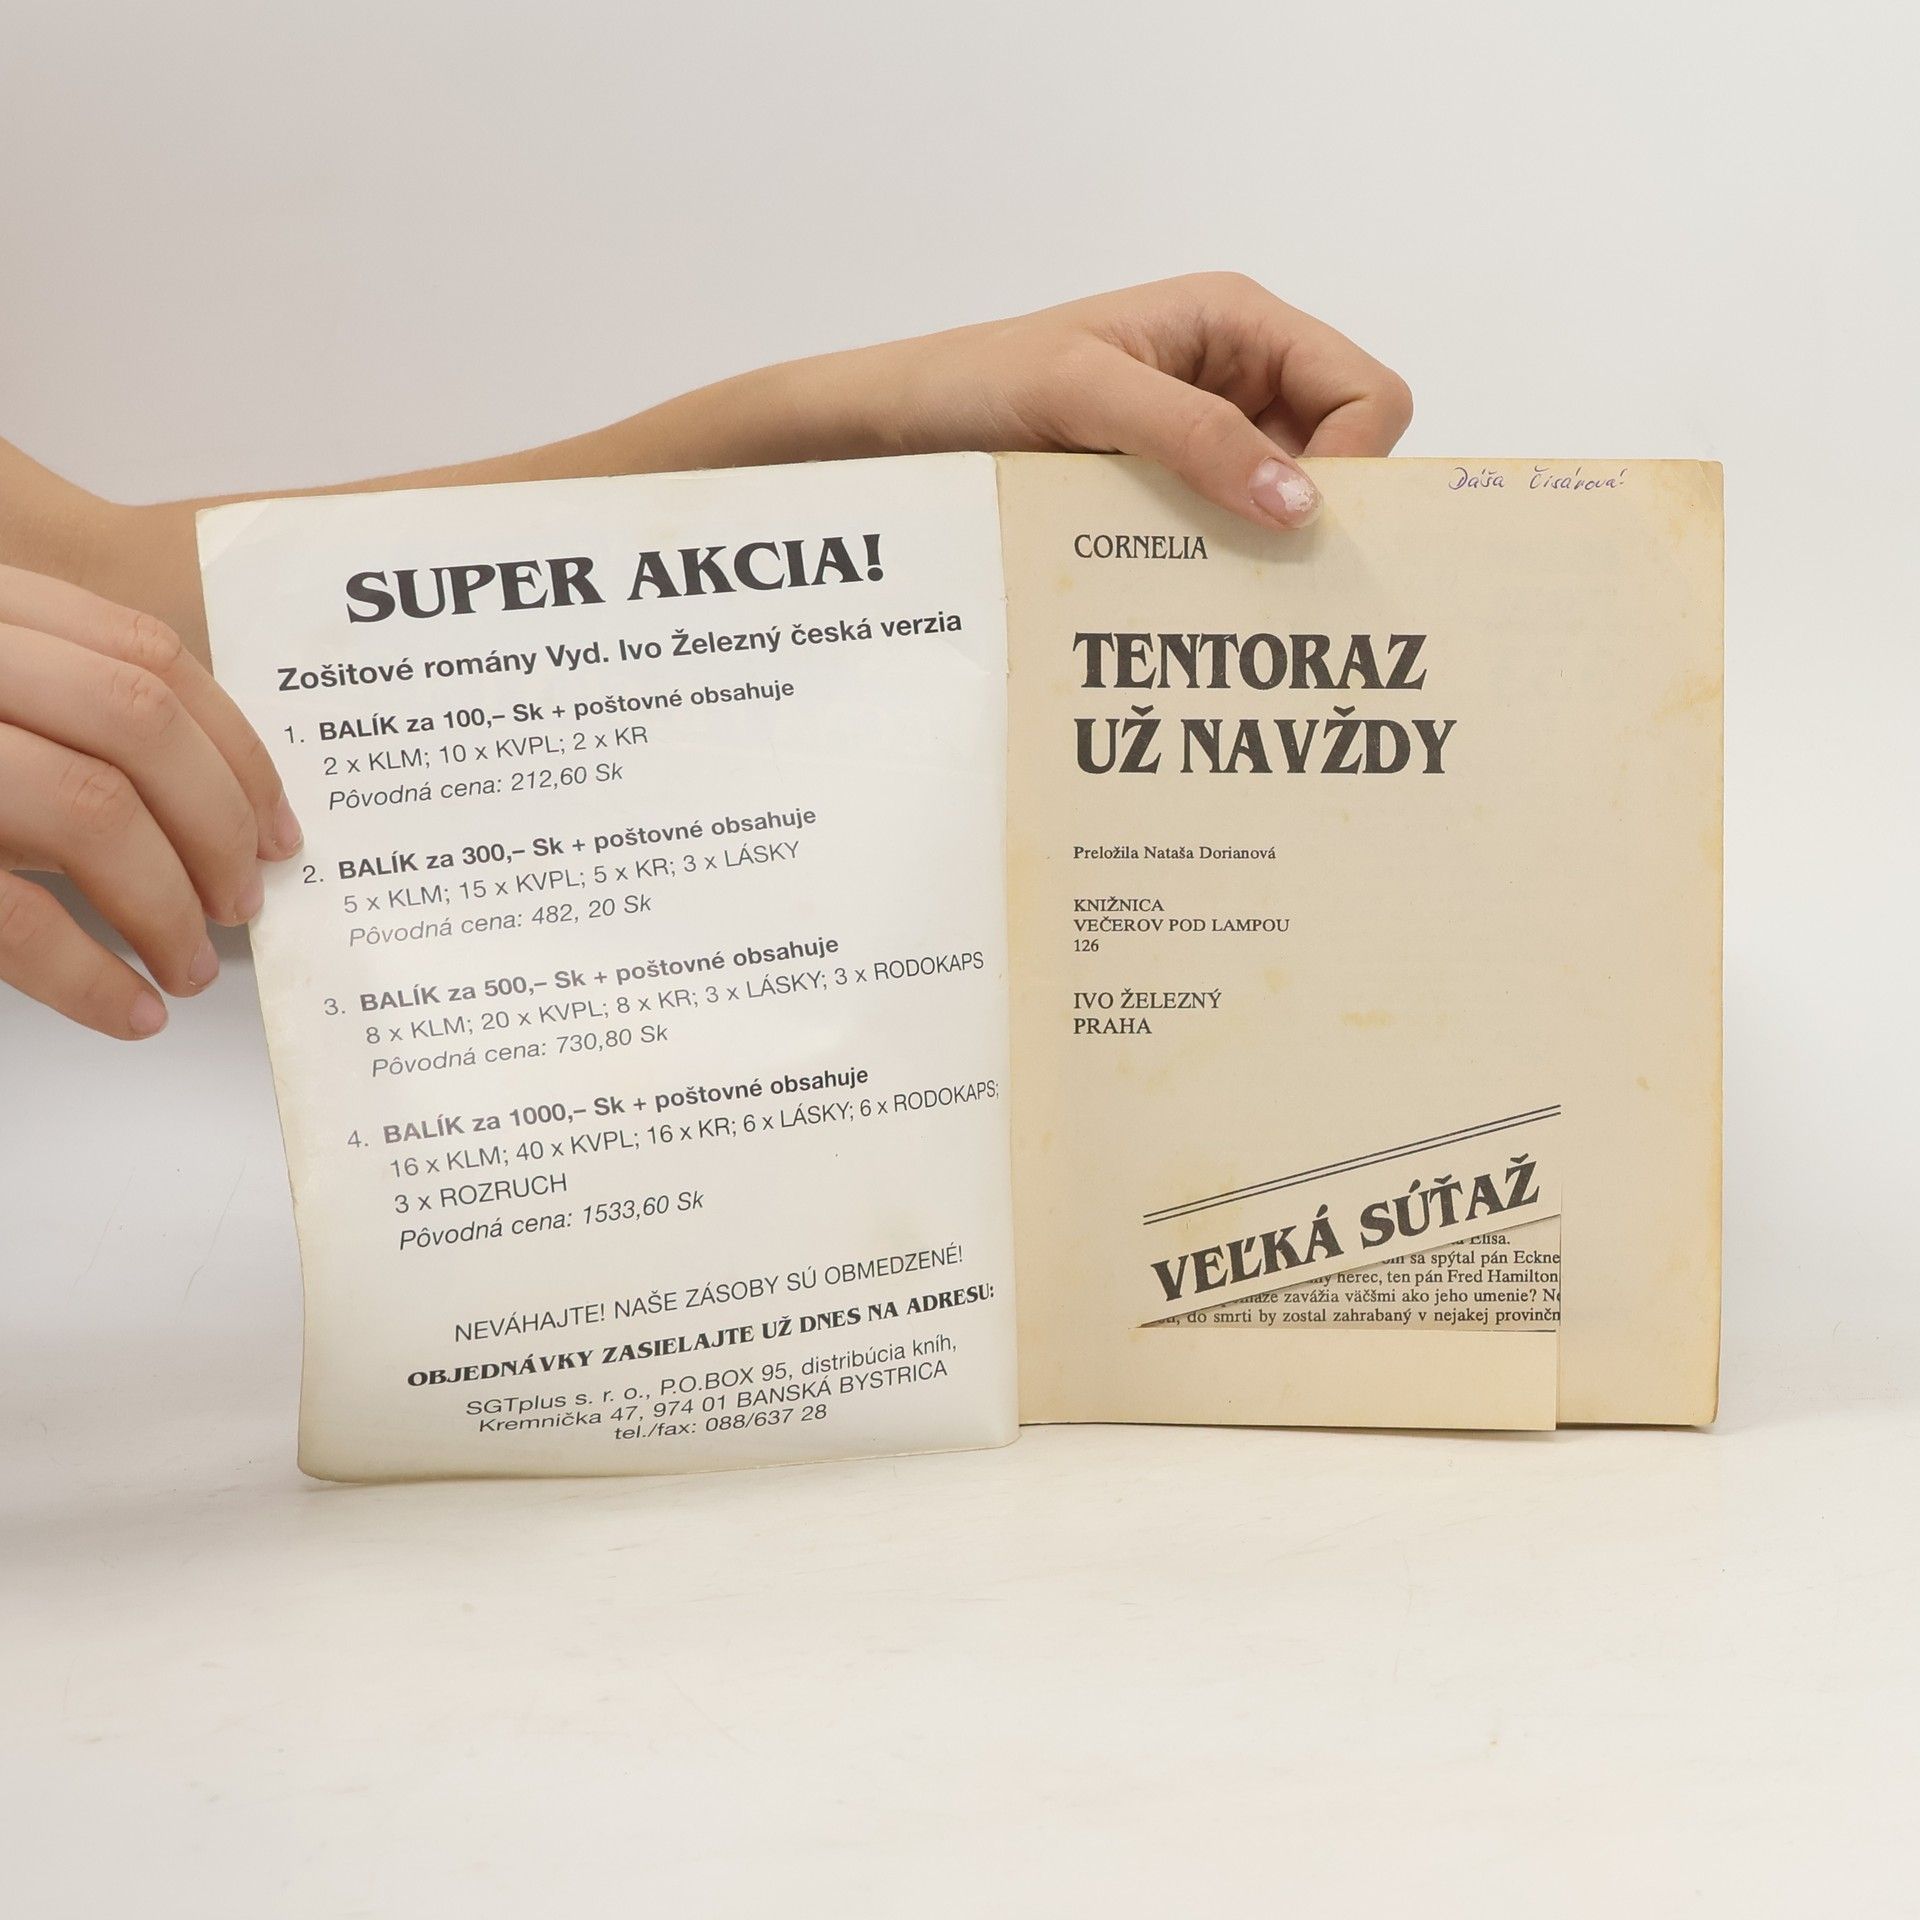 SUPER AKCIA!
Zošitové romány Vyd. Ivo Železný česká verzia
1. BALÍK za 100,– Sk + poštovné obsahuje
2 x KLM; 10 x KVPL; 2 x KR
Pôvodná cena: 212,60 Sk
2. BALÍK za 300,– Sk + poštovné obsahuje
5 x KLM; 15 x KVPL; 5 x KR; 3 x LÁSKY
Pôvodná cena: 482, 20 Sk
3. BALÍK za 500,– Sk + poštovné obsahuje
8 x KLM; 20 x KVPL; 8 x KR; 3 x LÁSKY; 3 x RODOKAPS
Pôvodná cena: 730,80 Sk
4. BALÍK za 1000,– Sk + poštovné obsahuje
16 x KLM; 40 x KVPL; 16 x KR; 6 x LÁSKY; 6 x RODOKAPS;
3 x ROZRUCH
Pôvodná cena: 1533,60 Sk
NEVÁHAJTE! NAŠE ZÁSOBY SÚ OBMEDZENÉ!
OBJEDNÁVKY ZASIELAJTE UŽ DNES NA ADRESU:
SGTplus s. r. o., P.O.BOX 95, distribúcia kníh,
Kremnička 47, 974 01 BANSKÁ BYSTRICA
tel./fax: 088/637 28
Dáša Čisárová
CORNELIA
TENTORAZ
UŽ NAVŽDY
Preložila Nataša Dorianová
KNIŽNICA
VEČEROV POD LAMPOU
126
IVO ŽELEZNÝ
PRAHA
VEĽKÁ SÚŤAŽ
Elisa.
sa spýtal pán Eckne
herec, ten pán Fred Hamilton
zavážia väčšmi ako jeho umenie?
do smrti by zostal zahrabaný v nejakej provinčn